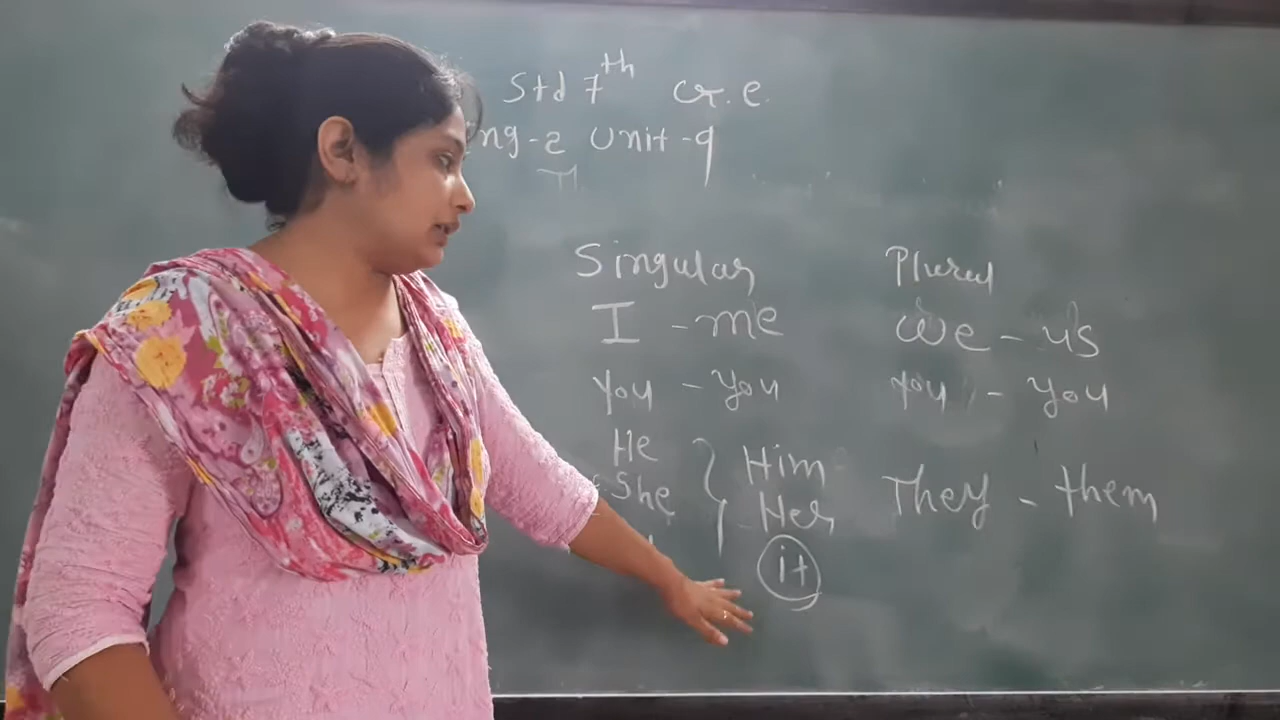 Std 7th Gr. e.
ng-2 Unit-9
Singular Plural
I - me We - us
You - You You - You
He Him
She Her They - them
it